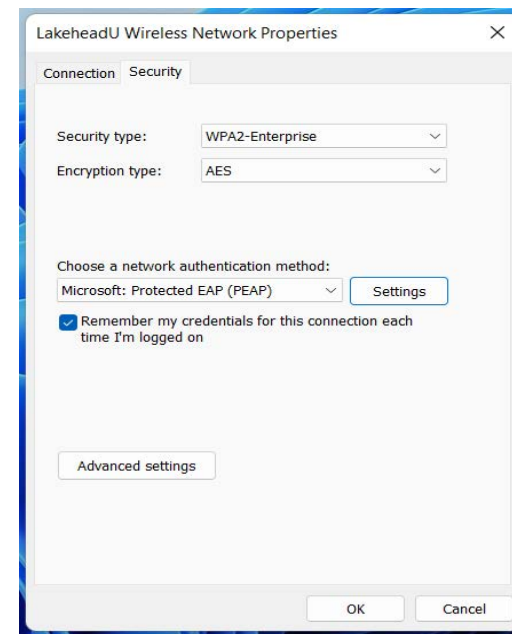 LakeheadU Wireless Network Properties
Connection Security
Security type: WPA2-Enterprise
Encryption type: AES
Choose a network authentication method:
Microsoft: Protected EAP (PEAP) Settings
Remember my credentials for this connection each
time I'm logged on
Advanced settings
OK Cancel